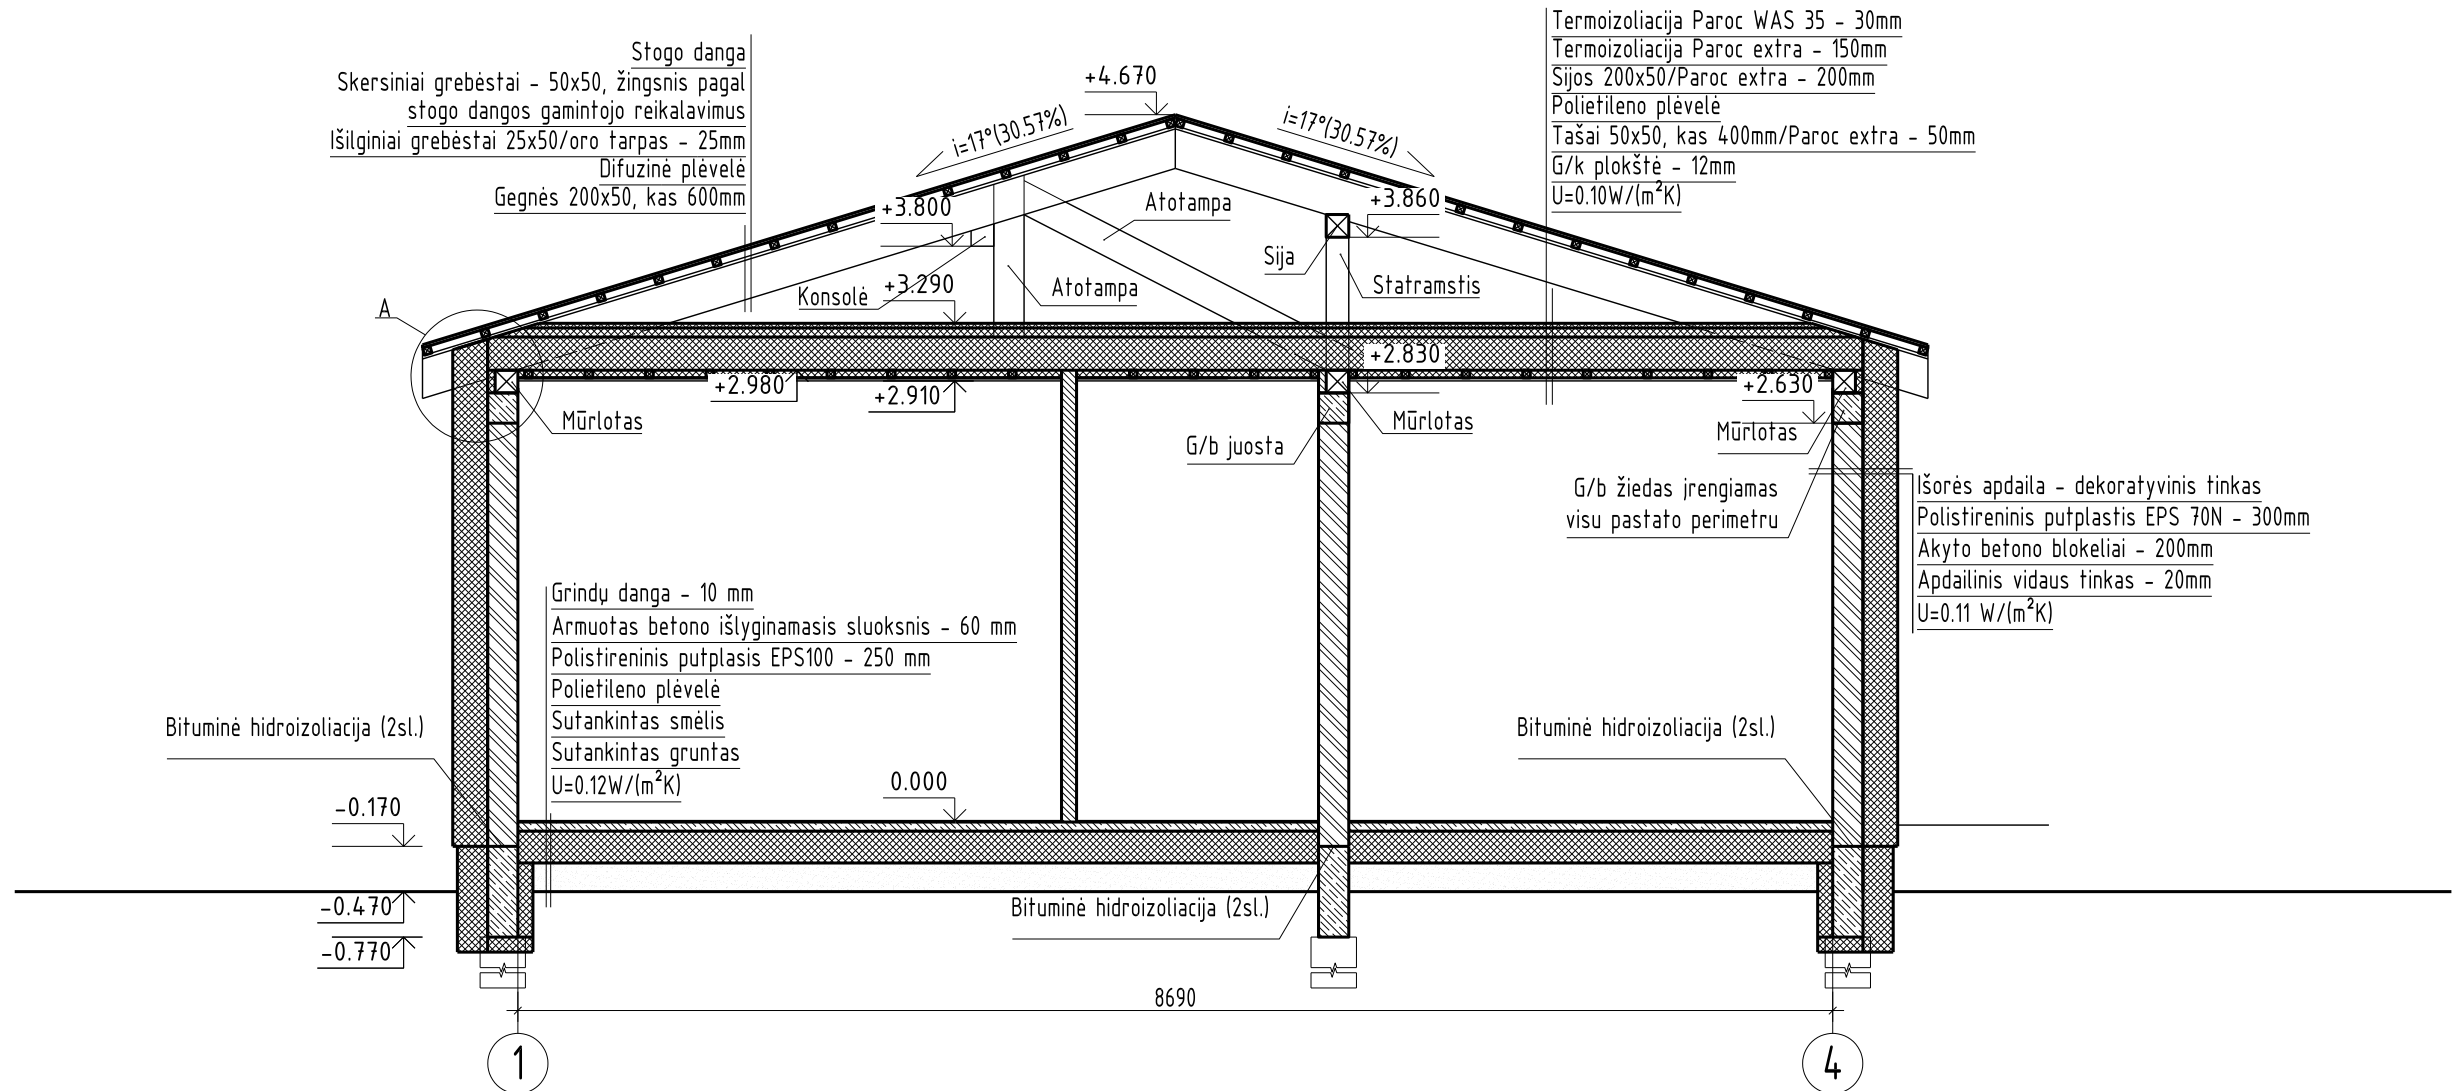 Stogo danga
Skersiniai grebėstai - 50x50, žingsnis pagal
stogo dangos gamintojo reikalavimus
Išilginiai grebėstai 25x50/oro tarpas - 25mm
Difuzinė plėvelė
Gegnės 200x50, kas 600mm
+4.670
i=17°(30.57%)
i=17°(30.57%)
Termoizoliacija Paroc WAS 35 - 30mm
Termoizoliacija Paroc extra - 150mm
Sijos 200x50/Paroc extra - 200mm
Polietileno plėvelė
Tašai 50x50, kas 400mm/Paroc extra - 50mm
G/k plokštė - 12mm
U=0.10W/(m²K)
+3.800
Atotampa
+3.860
Sija
Statramstis
Konsolė
+3.290
Atotampa
A
+2.980
+2.910
+2.830
+2.630
Mūrlotas
G/b juosta
Mūrlotas
Mūrlotas
G/b žiedas įrengiamas
visu pastato perimetru
Išorės apdaila - dekoratyvinis tinkas
Polistireninis putplastis EPS 70N - 300mm
Akyto betono blokeliai - 200mm
Apdailinis vidaus tinkas - 20mm
U=0.11 W/(m²K)
Grindų danga - 10 mm
Armuotas betono išlyginamasis sluoksnis - 60 mm
Polistireninis putplasis EPS100 - 250 mm
Polietileno plėvelė
Sutankintas smėlis
Sutankintas gruntas
U=0.12W/(m²K)
Bituminė hidroizoliacija (2sl.)
Bituminė hidroizoliacija (2sl.)
0.000
-0.170
-0.470
-0.770
Bituminė hidroizoliacija (2sl.)
8690
1
4